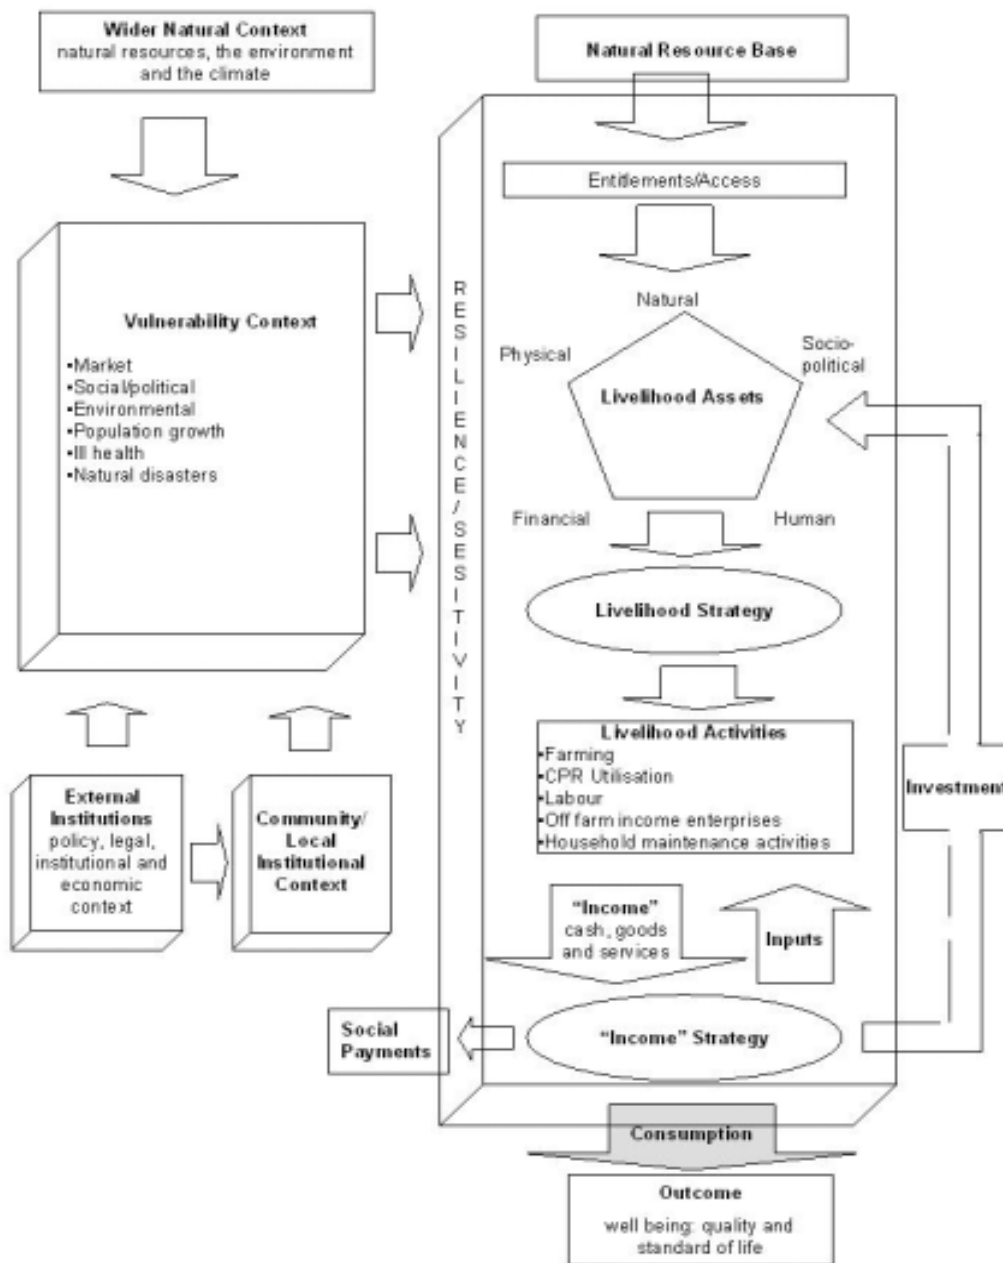 Wider Natural Context
natural resources, the environment
and the climate
Natural Resource Base
Entitlements/Access
Vulnerability Context
•Market
•Social/political
•Environmental
•Population growth
•Ill health
•Natural disasters
RESILLIENCE/SESITIVITY
Natural
Physical
Socio-
political
Livelihood Assets
Financial
Human
Livelihood Strategy
Livelihood Activities
•Farming
•CPR Utilisation
•Labour
•Off farm income enterprises
•Household maintenance activities
Investment
External
Institutions
policy, legal,
institutional and
economic
context
Community/
Local
Institutional
Context
“Income”
cash, goods
and services
Inputs
Social
Payments
“Income” Strategy
Consumption
Outcome
well being: quality and
standard of life